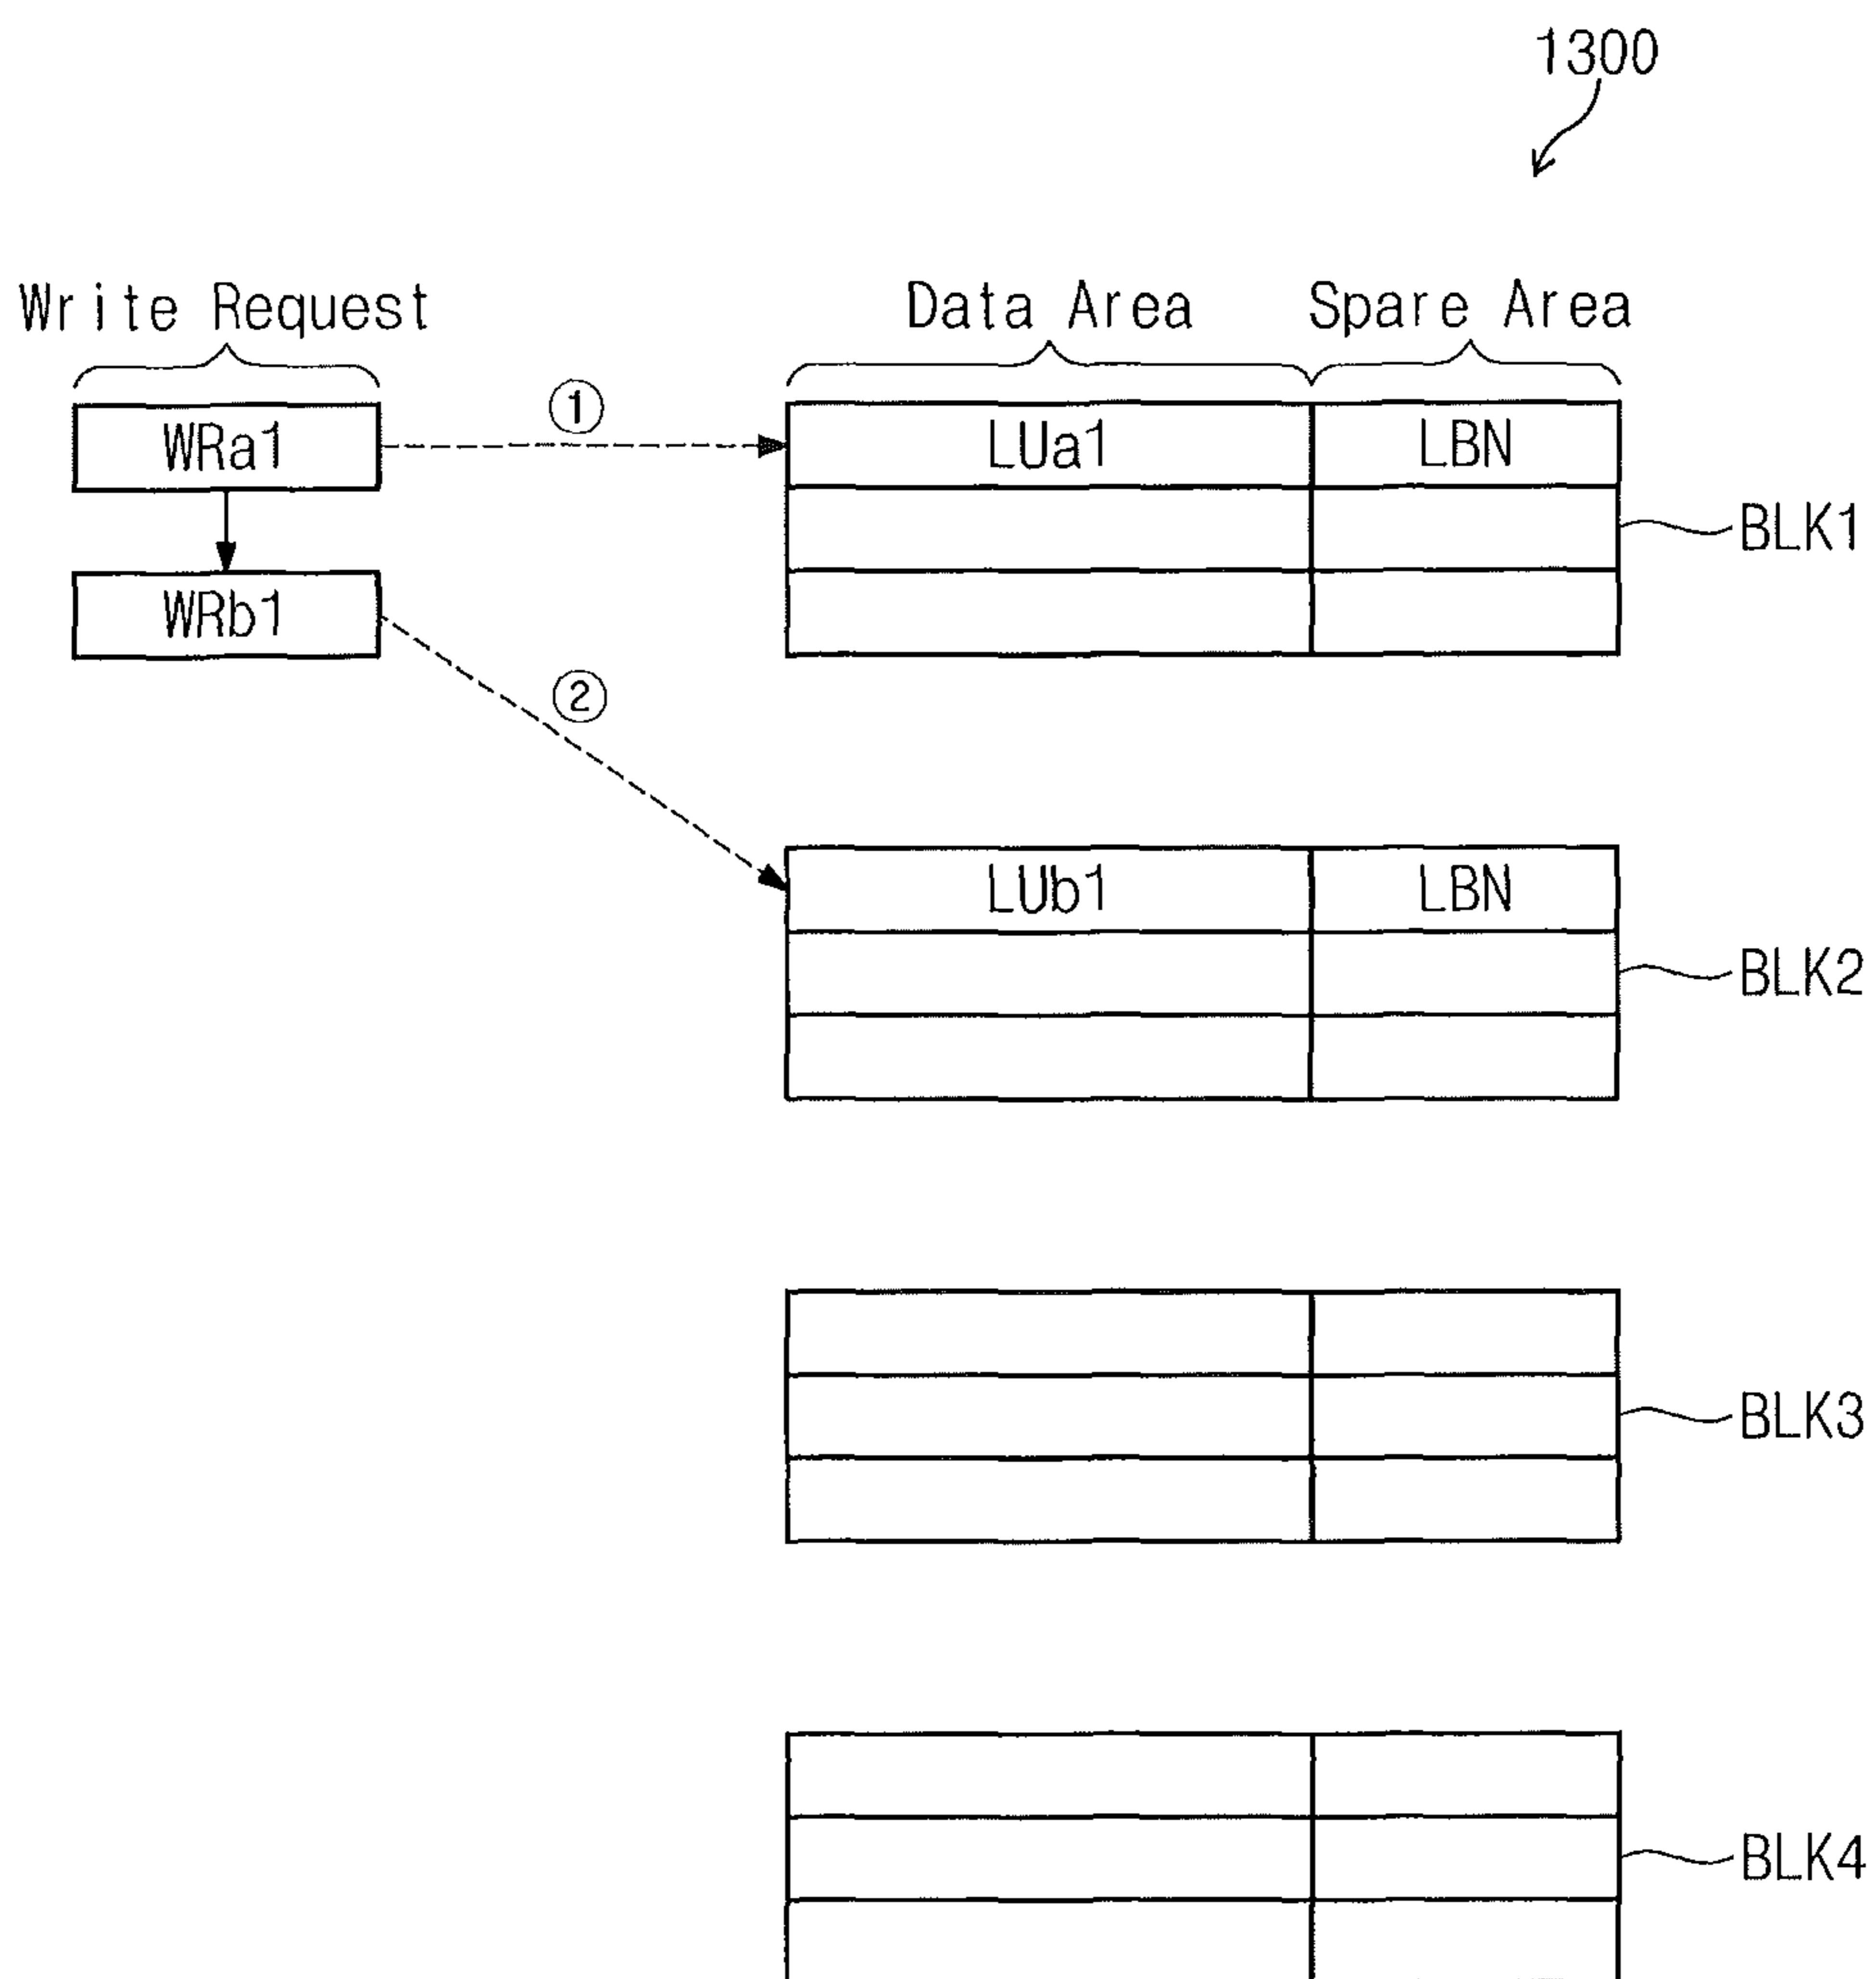 1300
Write Request Data Area Spare Area
① 
WRa1 LUa1 LBN
BLK1
WRb1
②
LUb1 LBN
BLK2
BLK3
BLK4